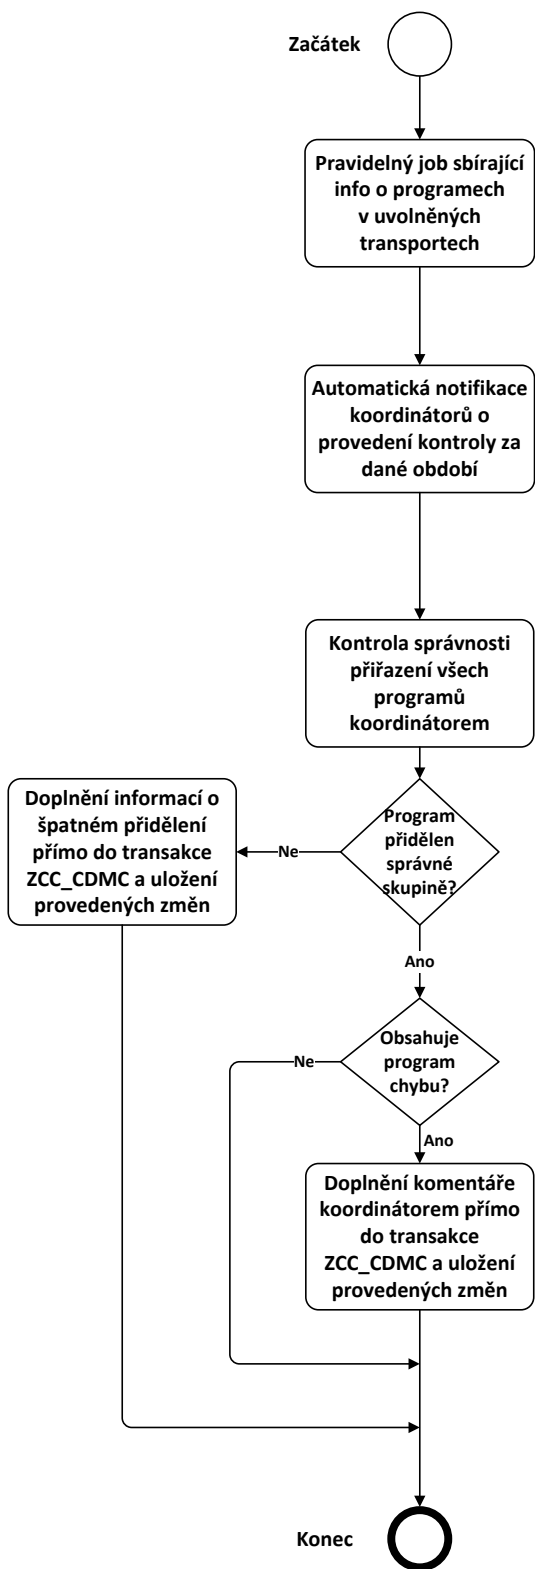 Začátek
Pravidelný job sbírající
info o programech
v uvolněných
transportech
Automatická notifikace
koordinátorů o
provedení kontroly za
dané období
Kontrola správnosti
přiřazení všech
programů
koordinátorem
Program
přidělen
správné
skupině?
Ne
Doplnění informací o
špatném přidělení
přímo do transakce
ZCC_CDMC a uložení
provedených změn
Ano
Obsahuje
program
chybu?
Ne
Ano
Doplnění komentáře
koordinátorem přímo
do transakce
ZCC_CDMC a uložení
provedených změn
Konec